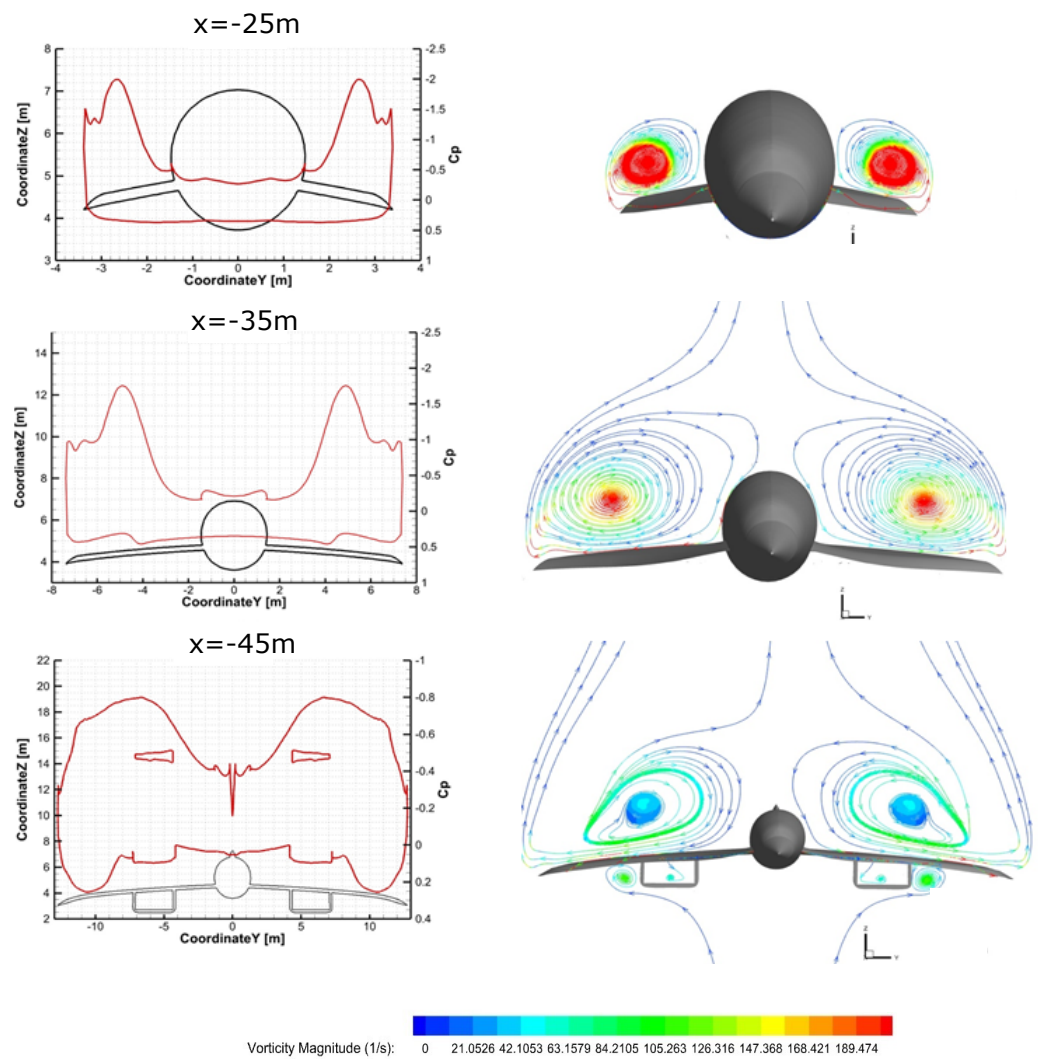 x=-25m
8
7
6
5
4
3
CoordinateZ [m]
-2.5
-2
-1.5
-1
-0.5
0
0.5
1
Cp
-4 -3 -2 -1 0 1 2 3 4
CoordinateY [m]
Z
x=-35m
14
12
10
8
6
4
CoordinateZ [m]
-2.5
-2
-1.5
-1
-0.5
0
0.5
1
Cp
-8 -6 -4 -2 0 2 4 6 8
CoordinateY [m]
Z
Y
x=-45m
22
20
18
16
14
12
10
8
6
4
2
CoordinateZ [m]
-1
-0.8
-0.6
-0.4
-0.2
0
0.2
0.4
Cp
-10 -5 0 5 10
CoordinateY [m]
Z
Y
Vorticity Magnitude (1/s): 0 21.0526 42.1053 63.1579 84.2105 105.263 126.316 147.368 168.421 189.474